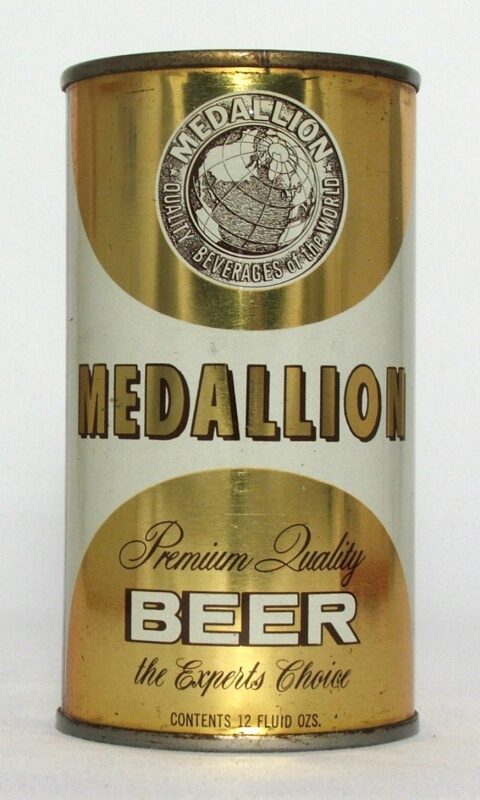 MEDALLION
QUALITY BEVERAGES of the WORLD
MEDALLION
Premium Quality
BEER
the Experts Choice
CONTENTS 12 FLUID OZS.